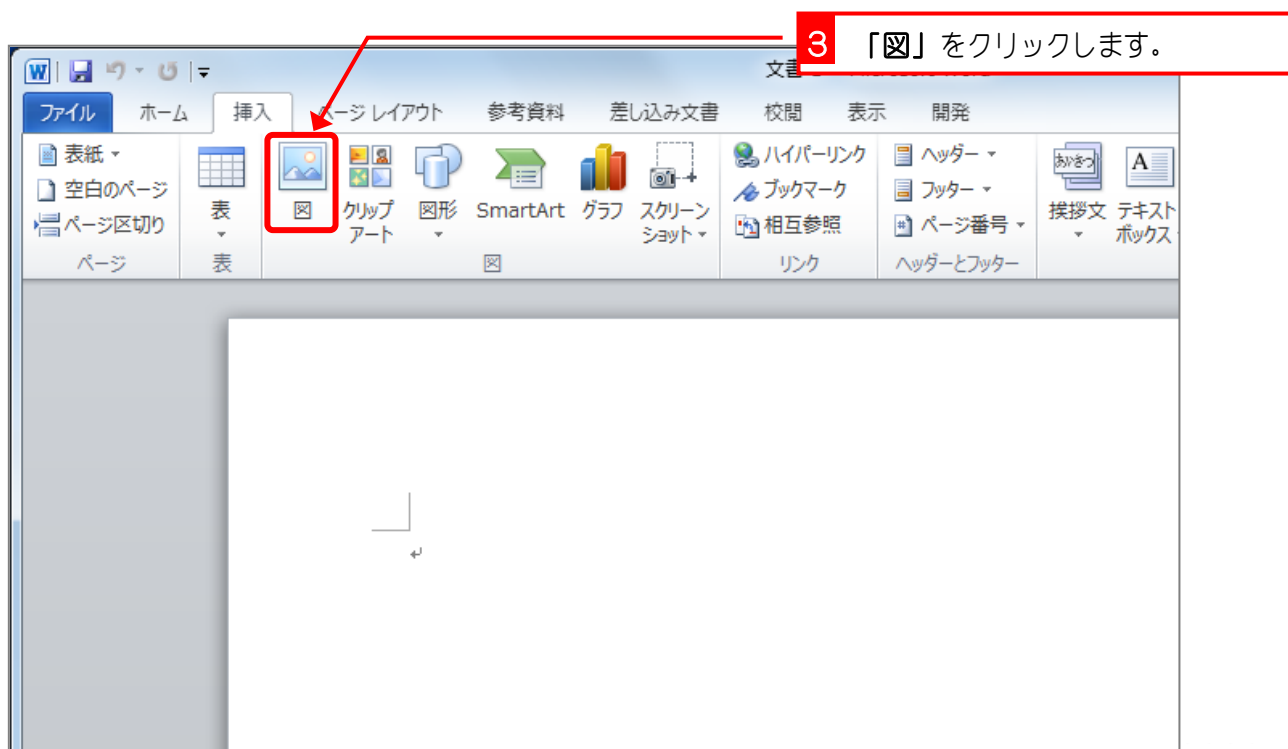 3 「図」をクリックします。
W
文書
ファイル ホーム 挿入 ページ レイアウト 参考資料 差し込み文書 校閲 表示 開発
表紙
空白のページ
ページ区切り
ページ
表
表
図
クリップ
アート
図形
SmartArt
グラフ
スクリーン
ショット
図
ハイパーリンク
ブックマーク
相互参照
リンク
ヘッダー
フッター
ページ番号
ヘッダーとフッター
あいさつ
挨拶文
A
テキスト
ボックス